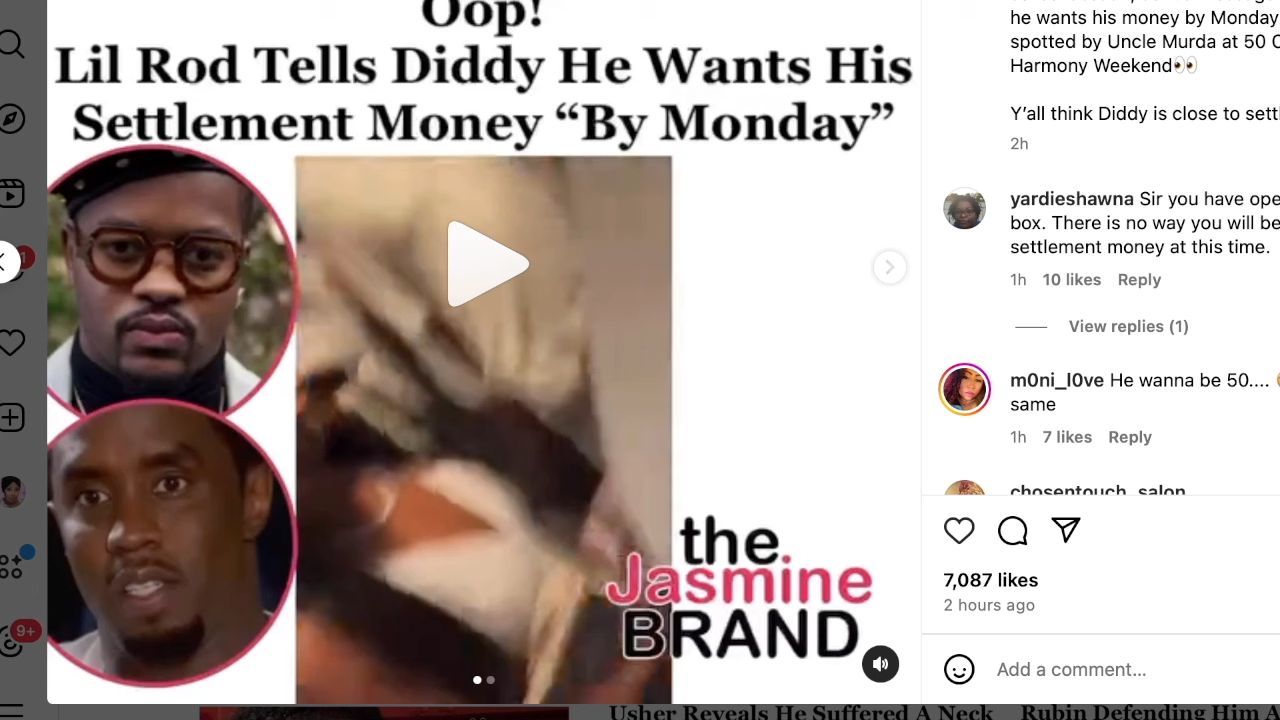 Oop!
Lil Rod Tells Diddy He Wants His
Settlement Money “By Monday”
the
Jasmine
BRAND
he wants his money by Monday
spotted by Uncle Murda at 50
Harmony Weekend👀
Y’all think Diddy is close to
2h
yardieshawna Sir you have
box. There is no way you will be
settlement money at this time.
1h 10 likes Reply
View replies (1)
m0ni_l0ve He wanna be 50....
same
1h 7 likes Reply
chosentouch_salon
7,087 likes
2 hours ago
Add a comment...
1
9+
Usher Reveals He Suffered A Neck
Rubin Defending Him